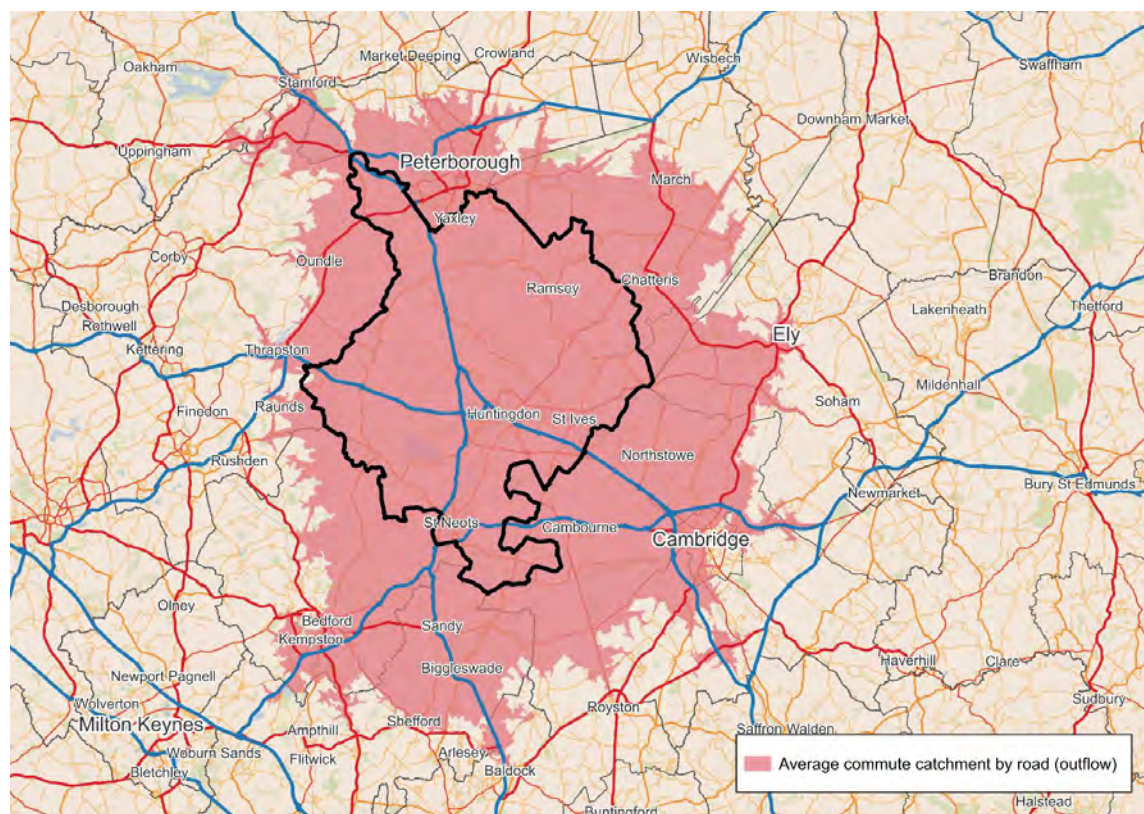 Crowland
Market Deeping
Wisbech
Oakham
Swaffham
Stamford
Downham Market
Uppingham
Peterborough
March
Yaxley
Corby
Oundle
Chatteris
Brandon
Ramsey
Desborough
Lakenheath
Thetford
Rothwell
Ely
Kettering
Thrapston
Mildenhall
Finedon
Raunds
Huntingdon
St Ives
Soham
Rushden
Northstowe
Bury St Edmunds
Newmarket
St Neots
Cambourne
Cambridge
Olney
Bedford
Sandy
Kempston
Haverhill
Clare
Biggleswade
Newport Pagnell
Wolverton
Royston
Sudbury
Milton Keynes
Shefford
Ampthill
Saffron Walden
Woburn Sands
Arlesey
Flitwick
Bletchley
Baldock
Average commute catchment by road (outflow)
Halstead
Buntingford